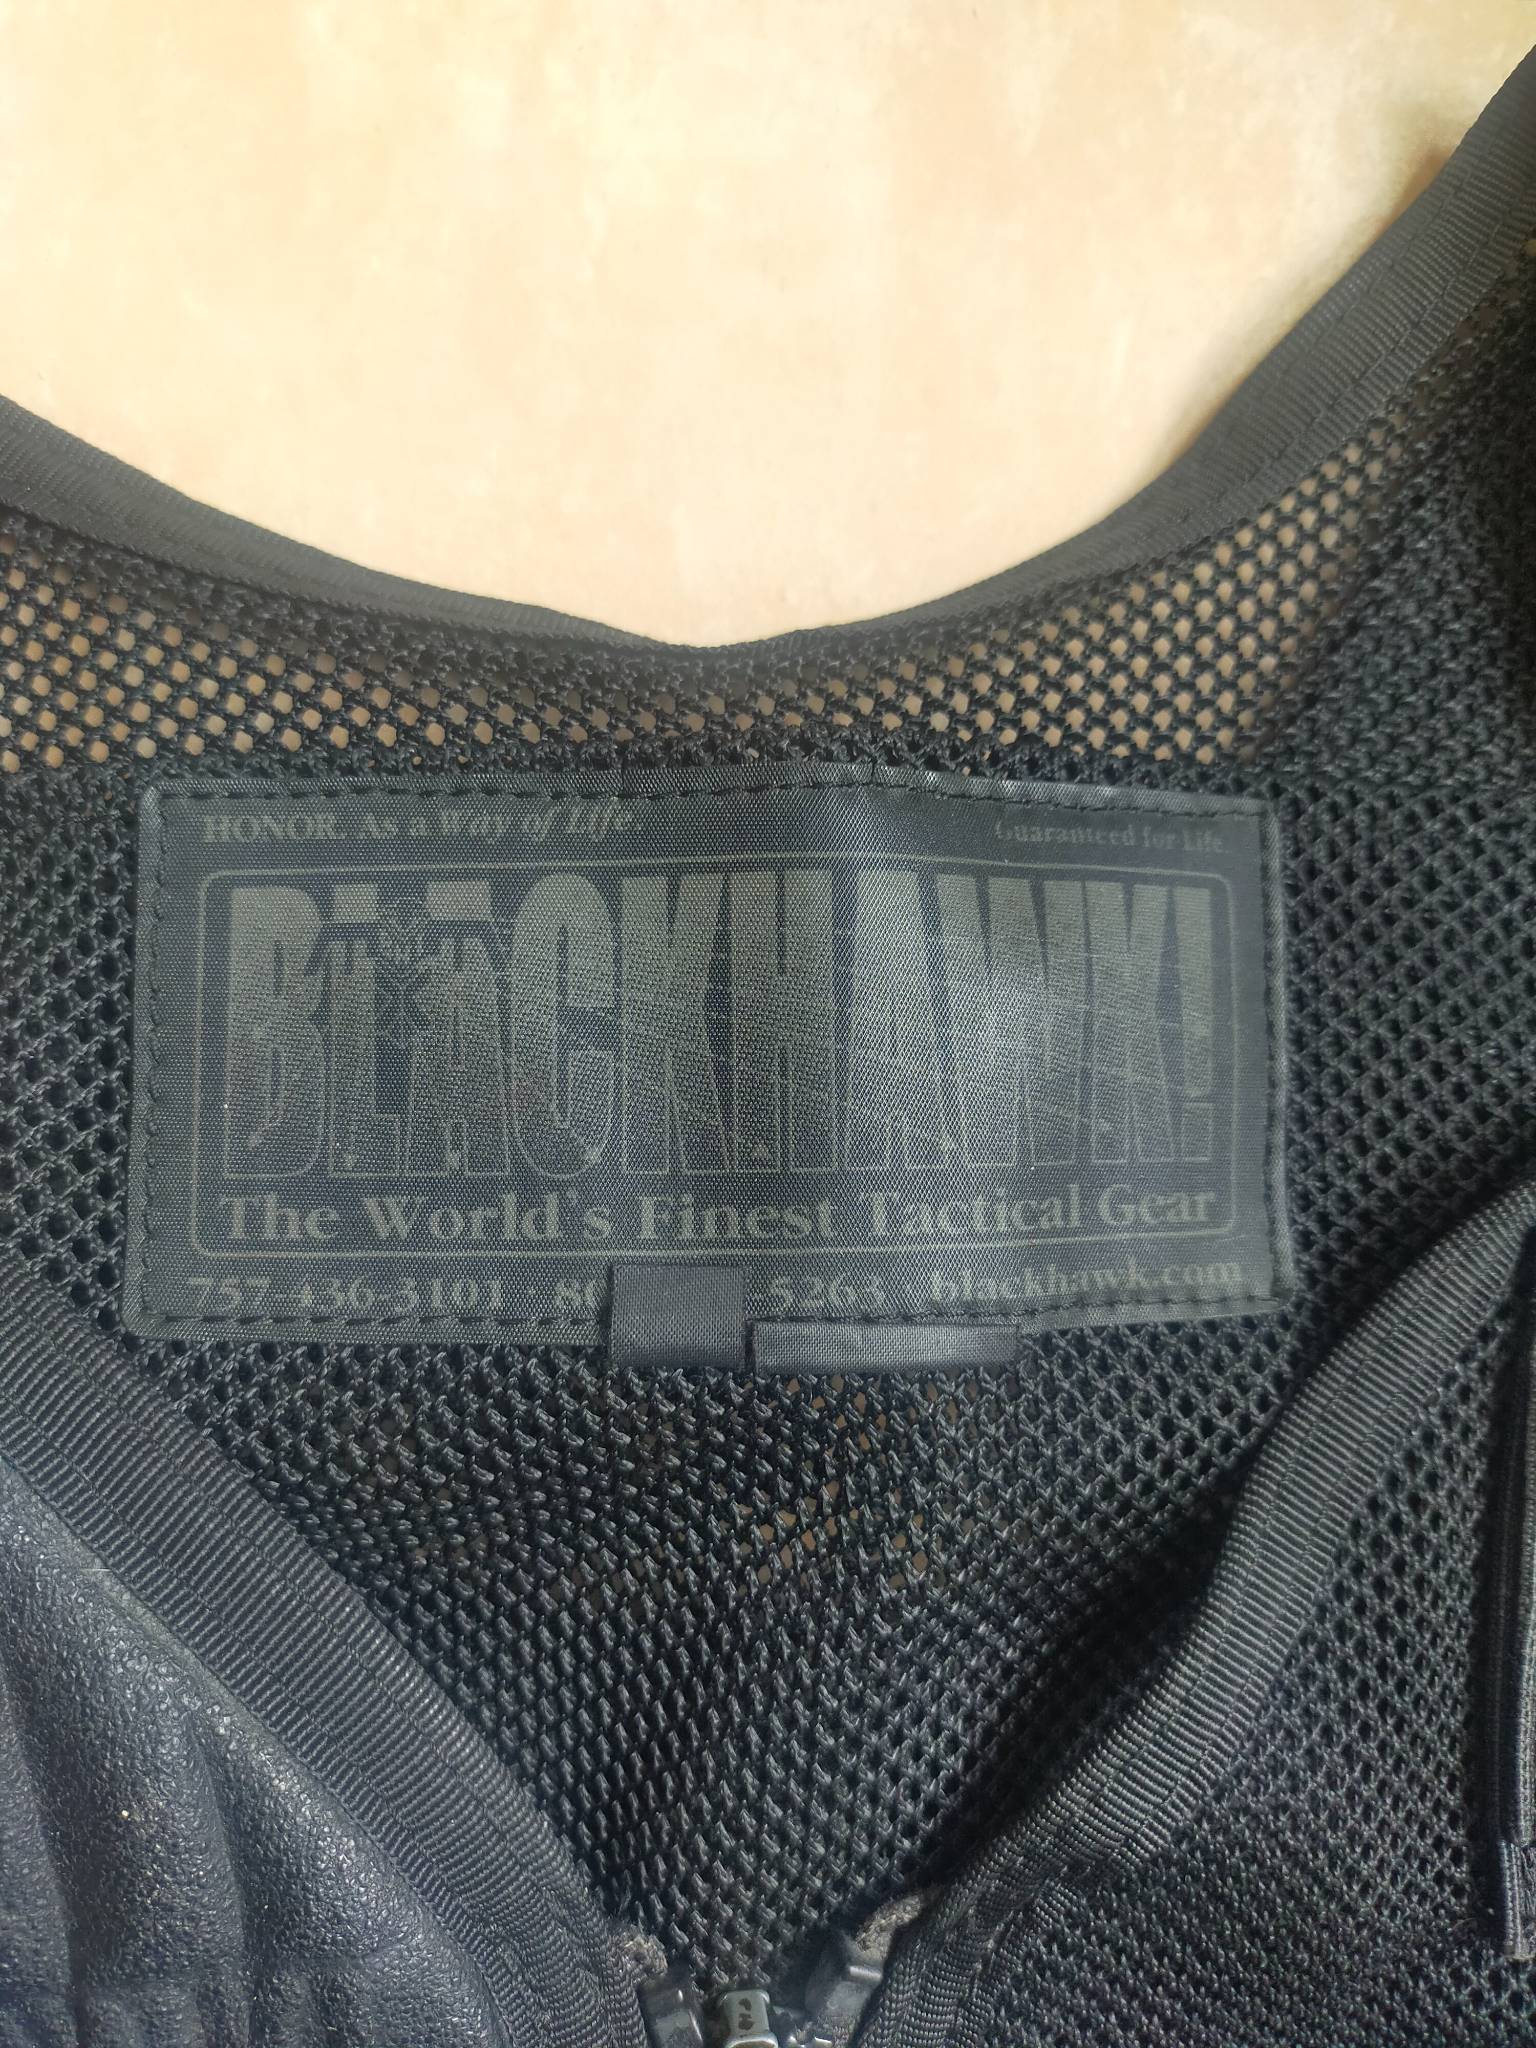 HONOR. As a Way of Life.
Guaranteed for Life.
BLACKHAWK!
The World's Finest Tactical Gear
757-436-3101 80 5263 blackhawk.com